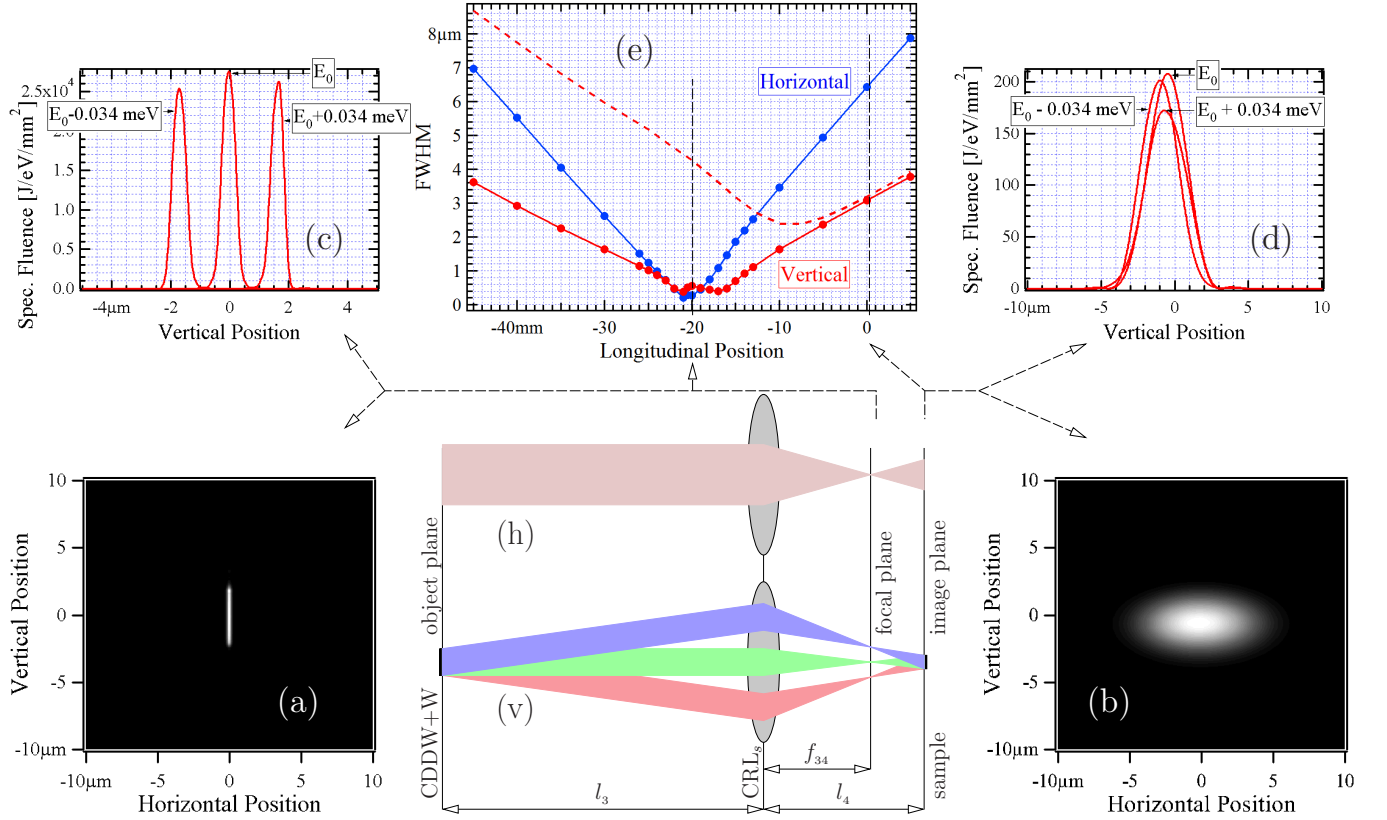 (c)
Spec. Fluence [J/eV/mm²]
2.5x10⁴
2.0
1.5
1.0
0.5
0.0
E₀
E₀-0.034 meV
E₀+0.034 meV
-4μm
-2
0
2
4
Vertical Position
(e)
FWHM
8μm
7
6
5
4
3
2
1
0
Horizontal
Vertical
-40mm
-30
-20
-10
0
Longitudinal Position
(d)
Spec. Fluence [J/eV/mm²]
200
150
100
50
0
E₀
E₀ - 0.034 meV
E₀ + 0.034 meV
-10μm
-5
0
5
10
Vertical Position
(a)
Vertical Position
10
5
0
-5
-10μm
-10μm
0
10
Horizontal Position
(h)
(v)
object plane
CDDW+W
CRLs
focal plane
image plane
sample
f₃₄
l₃
l₄
(b)
Vertical Position
10
5
0
-5
-10μm
-10μm
-5
0
5
10
Horizontal Position